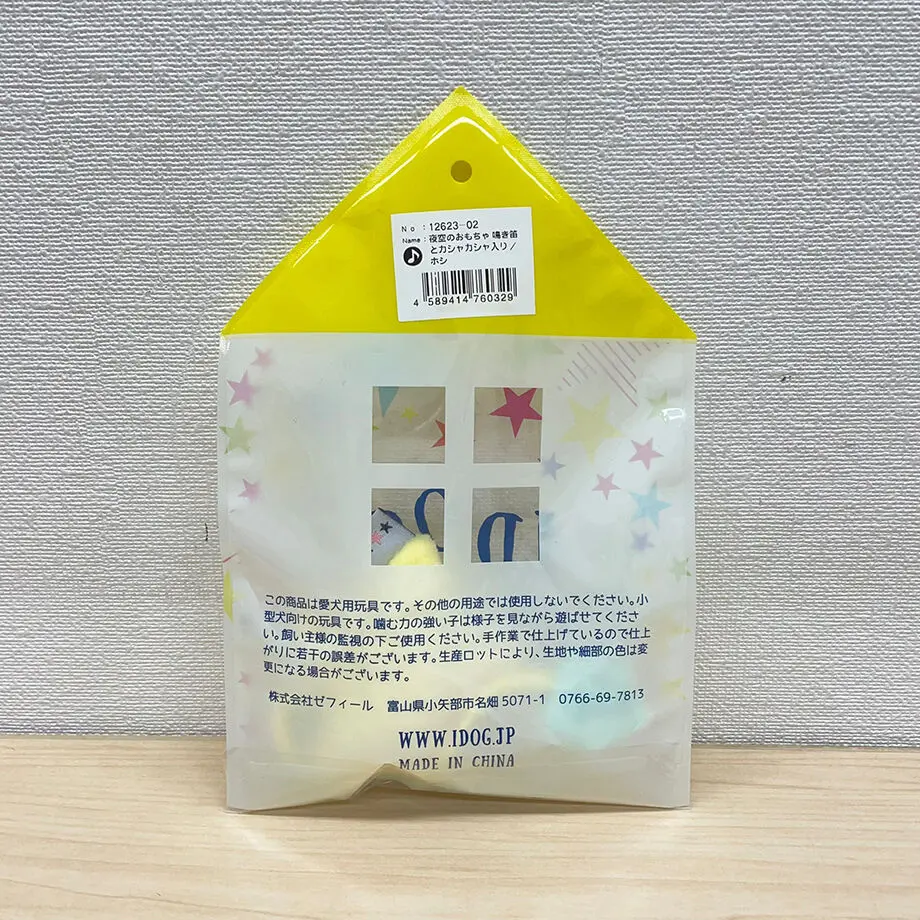 No :12623-02
Name:夜空のおもちゃ 鳴き笛
とカシャカシャ入り/
ホシ
4 589414 760329
この商品は愛犬用玩具です。その他の用途では使用しないでください。小
型犬向けの玩具です。噛む力の強い子は様子を見ながら遊ばせてくださ
い。飼い主様の監視の下ご使用ください。手作業で仕上げているので仕上
がりに若干の誤差がございます。生産ロットにより、生地や細部の色は変
更になる場合がございます。
株式会社ゼフィール 富山県小矢部市名畑 5071-1 0766-69-7813
WWW.IDOG.JP
MADE IN CHINA